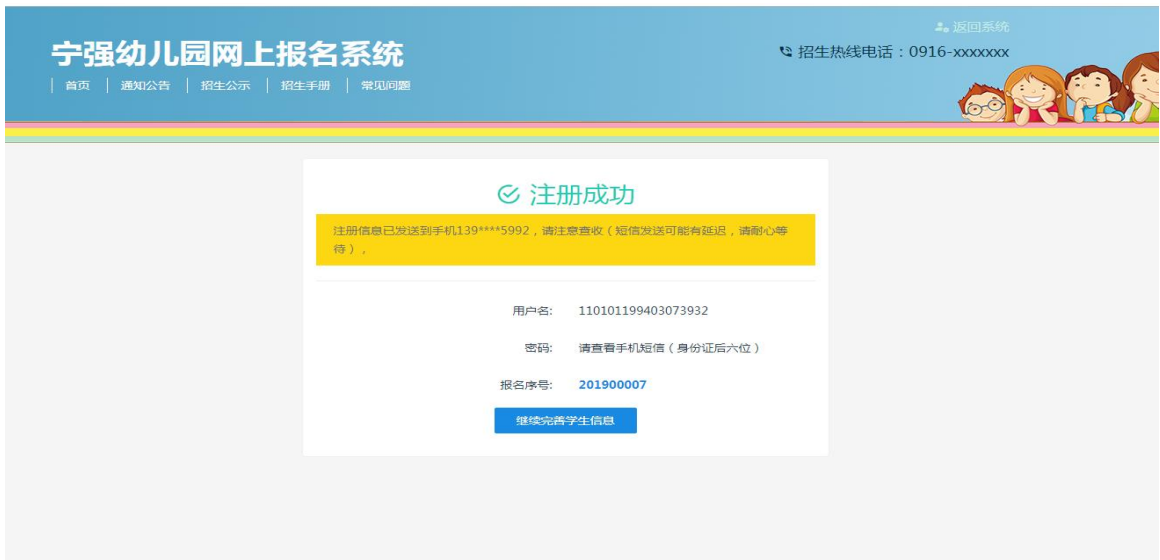 返回系统
宁强幼儿园网上报名系统
招生热线电话：0916-xxxxxxx
首页 | 通知公告 | 招生公示 | 招生手册 | 常见问题
注册成功
注册信息已发送到手机139****5992，请注意查收（短信发送可能有延迟，请耐心等
待），
用户名: 110101199403073932
密码: 请查看手机短信（身份证后六位）
报名序号: 201900007
继续完善学生信息